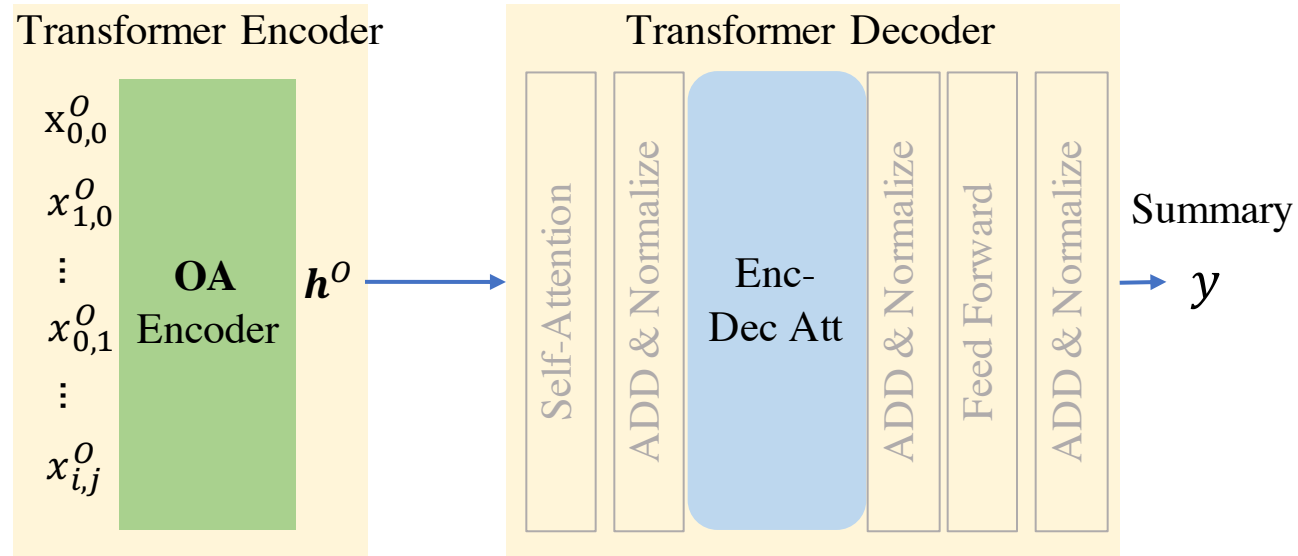 Transformer Encoder
x^O_{0,0}
x^O_{1,0}
⋮
x^O_{0,1}
⋮
x^O_{i,j}
OA
Encoder
h^O
Transformer Decoder
Self-Attention
ADD & Normalize
Enc-
Dec Att
ADD & Normalize
Feed Forward
ADD & Normalize
Summary
y